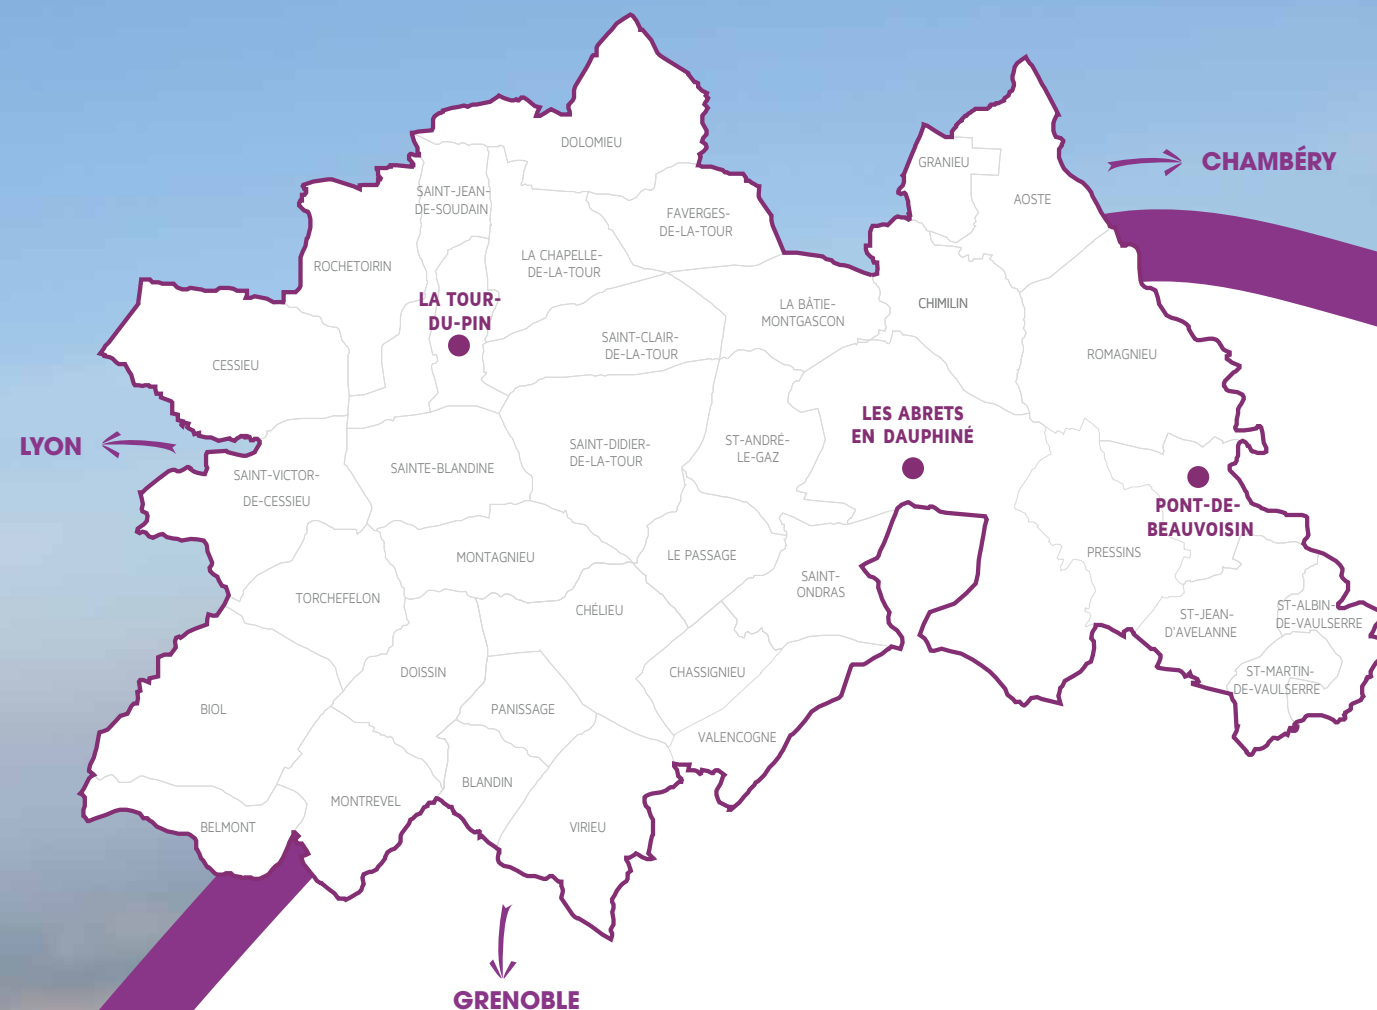 DOLOMIEU
GRANIEU
CHAMBÉRY
SAINT-JEAN-
DE-SOUDAIN
AOSTE
FAVERGES-
DE-LA-TOUR
ROCHETOIRIN
LA CHAPELLE-
DE-LA-TOUR
LA TOUR-
DU-PIN
LA BÂTIE-
MONTGASCON
CHIMILIN
SAINT-CLAIR-
DE-LA-TOUR
ROMAGNIEU
CESSIEU
LES ABRETS
EN DAUPHINÉ
LYON
SAINT-VICTOR-
DE-CESSIEU
SAINTE-BLANDINE
SAINT-DIDIER-
DE-LA-TOUR
ST-ANDRÉ-
LE-GAZ
PONT-DE-
BEAUVOISIN
MONTAGNIEU
LE PASSAGE
PRESSINS
SAINT-
ONDRAS
TORCHEFELON
CHÉLIEU
ST-JEAN-
D'AVELANNE
ST-ALBIN-
DE-VAULSERRE
DOISSIN
CHASSIGNIEU
ST-MARTIN-
DE-VAULSERRE
BIOL
PANISSAGE
VALENCOGNE
BLANDIN
MONTREVEL
BELMONT
VIRIEU
GRENOBLE